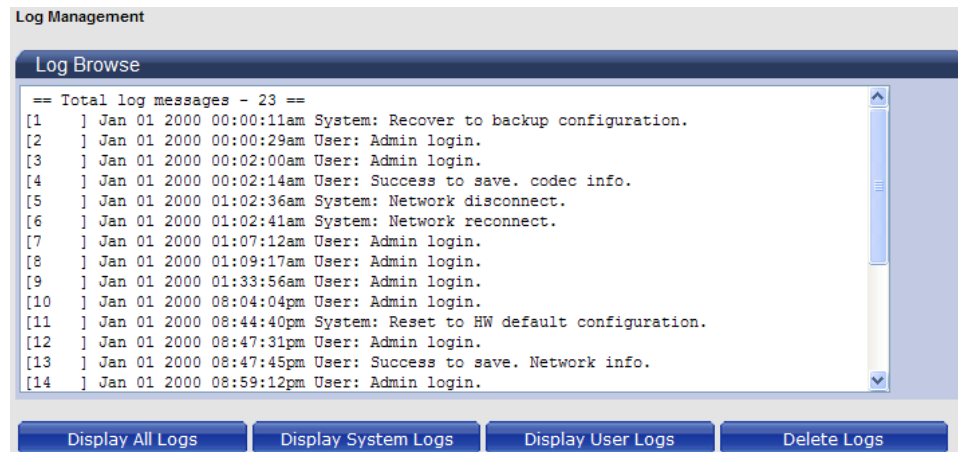 Log Management
Log Browse
== Total log messages - 23 ==
[1     ] Jan 01 2000 00:00:11am System: Recover to backup configuration.
[2     ] Jan 01 2000 00:00:29am User: Admin login.
[3     ] Jan 01 2000 00:02:00am User: Admin login.
[4     ] Jan 01 2000 00:02:14am User: Success to save. codec info.
[5     ] Jan 01 2000 01:02:36am System: Network disconnect.
[6     ] Jan 01 2000 01:02:41am System: Network reconnect.
[7     ] Jan 01 2000 01:07:12am User: Admin login.
[8     ] Jan 01 2000 01:09:17am User: Admin login.
[9     ] Jan 01 2000 01:33:56am User: Admin login.
[10    ] Jan 01 2000 08:04:04pm User: Admin login.
[11    ] Jan 01 2000 08:44:40pm System: Reset to HW default configuration.
[12    ] Jan 01 2000 08:47:31pm User: Admin login.
[13    ] Jan 01 2000 08:47:45pm User: Success to save. Network info.
[14    ] Jan 01 2000 08:59:12pm User: Admin login.
Display All Logs Display System Logs Display User Logs Delete Logs